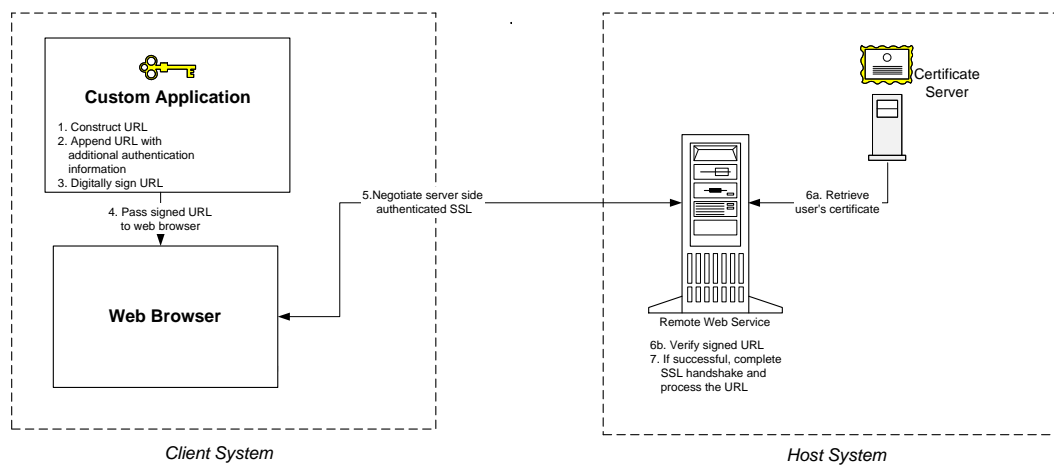 Custom Application
1. Construct URL
2. Append URL with
additional authentication
information
3. Digitally sign URL
4. Pass signed URL
to web browser
Web Browser
Client System
5.Negotiate server side
authenticated SSL
Certificate
Server
6a. Retrieve
user's certificate
Remote Web Service
6b. Verify signed URL
7. If successful, complete
SSL handshake and
process the URL
Host System